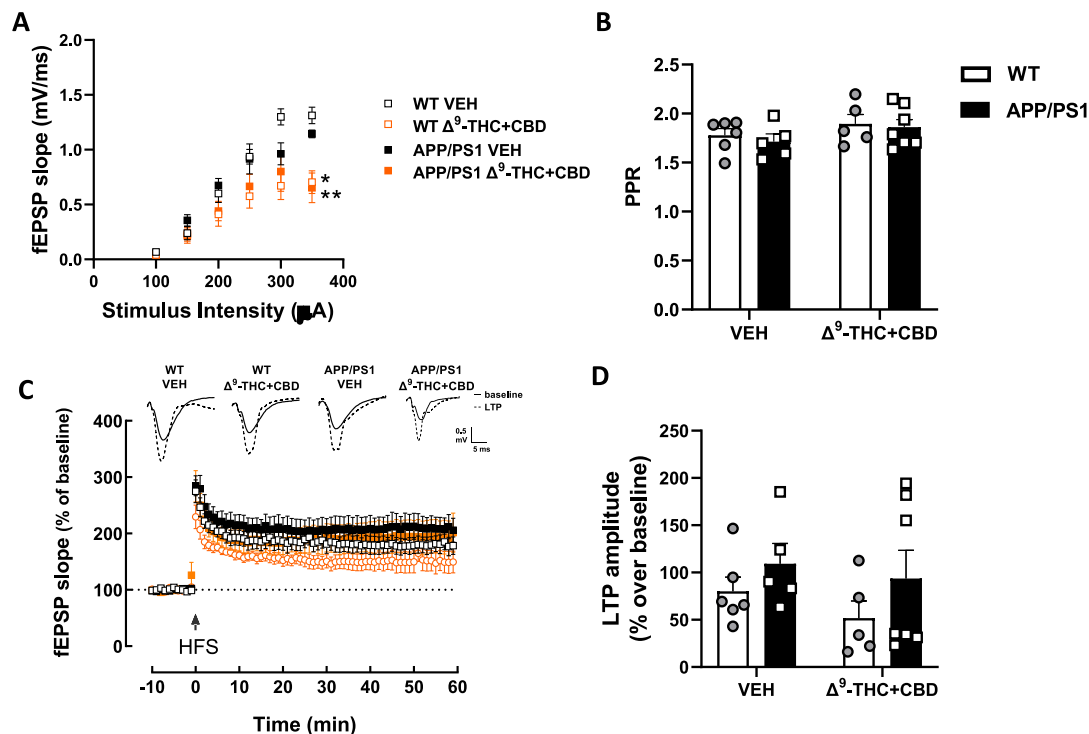 A
fEPSP slope (mV/ms)
2.0
1.5
1.0
0.5
0.0
0
100
200
300
400
Stimulus Intensity (µA)
*
**
WT VEH
WT Δ⁹-THC+CBD
APP/PS1 VEH
APP/PS1 Δ⁹-THC+CBD
B
PPR
2.5
2.0
1.5
1.0
0.5
0.0
VEH
Δ⁹-THC+CBD
WT
APP/PS1
C
WT
VEH
WT
Δ⁹-THC+CBD
APP/PS1
VEH
APP/PS1
Δ⁹-THC+CBD
baseline
LTP
0.5
mV
5 ms
fEPSP slope (% of baseline)
400
300
200
100
0
HFS
-10
0
10
20
30
40
50
60
Time (min)
D
LTP amplitude
(% over baseline)
250
200
150
100
50
0
VEH
Δ⁹-THC+CBD